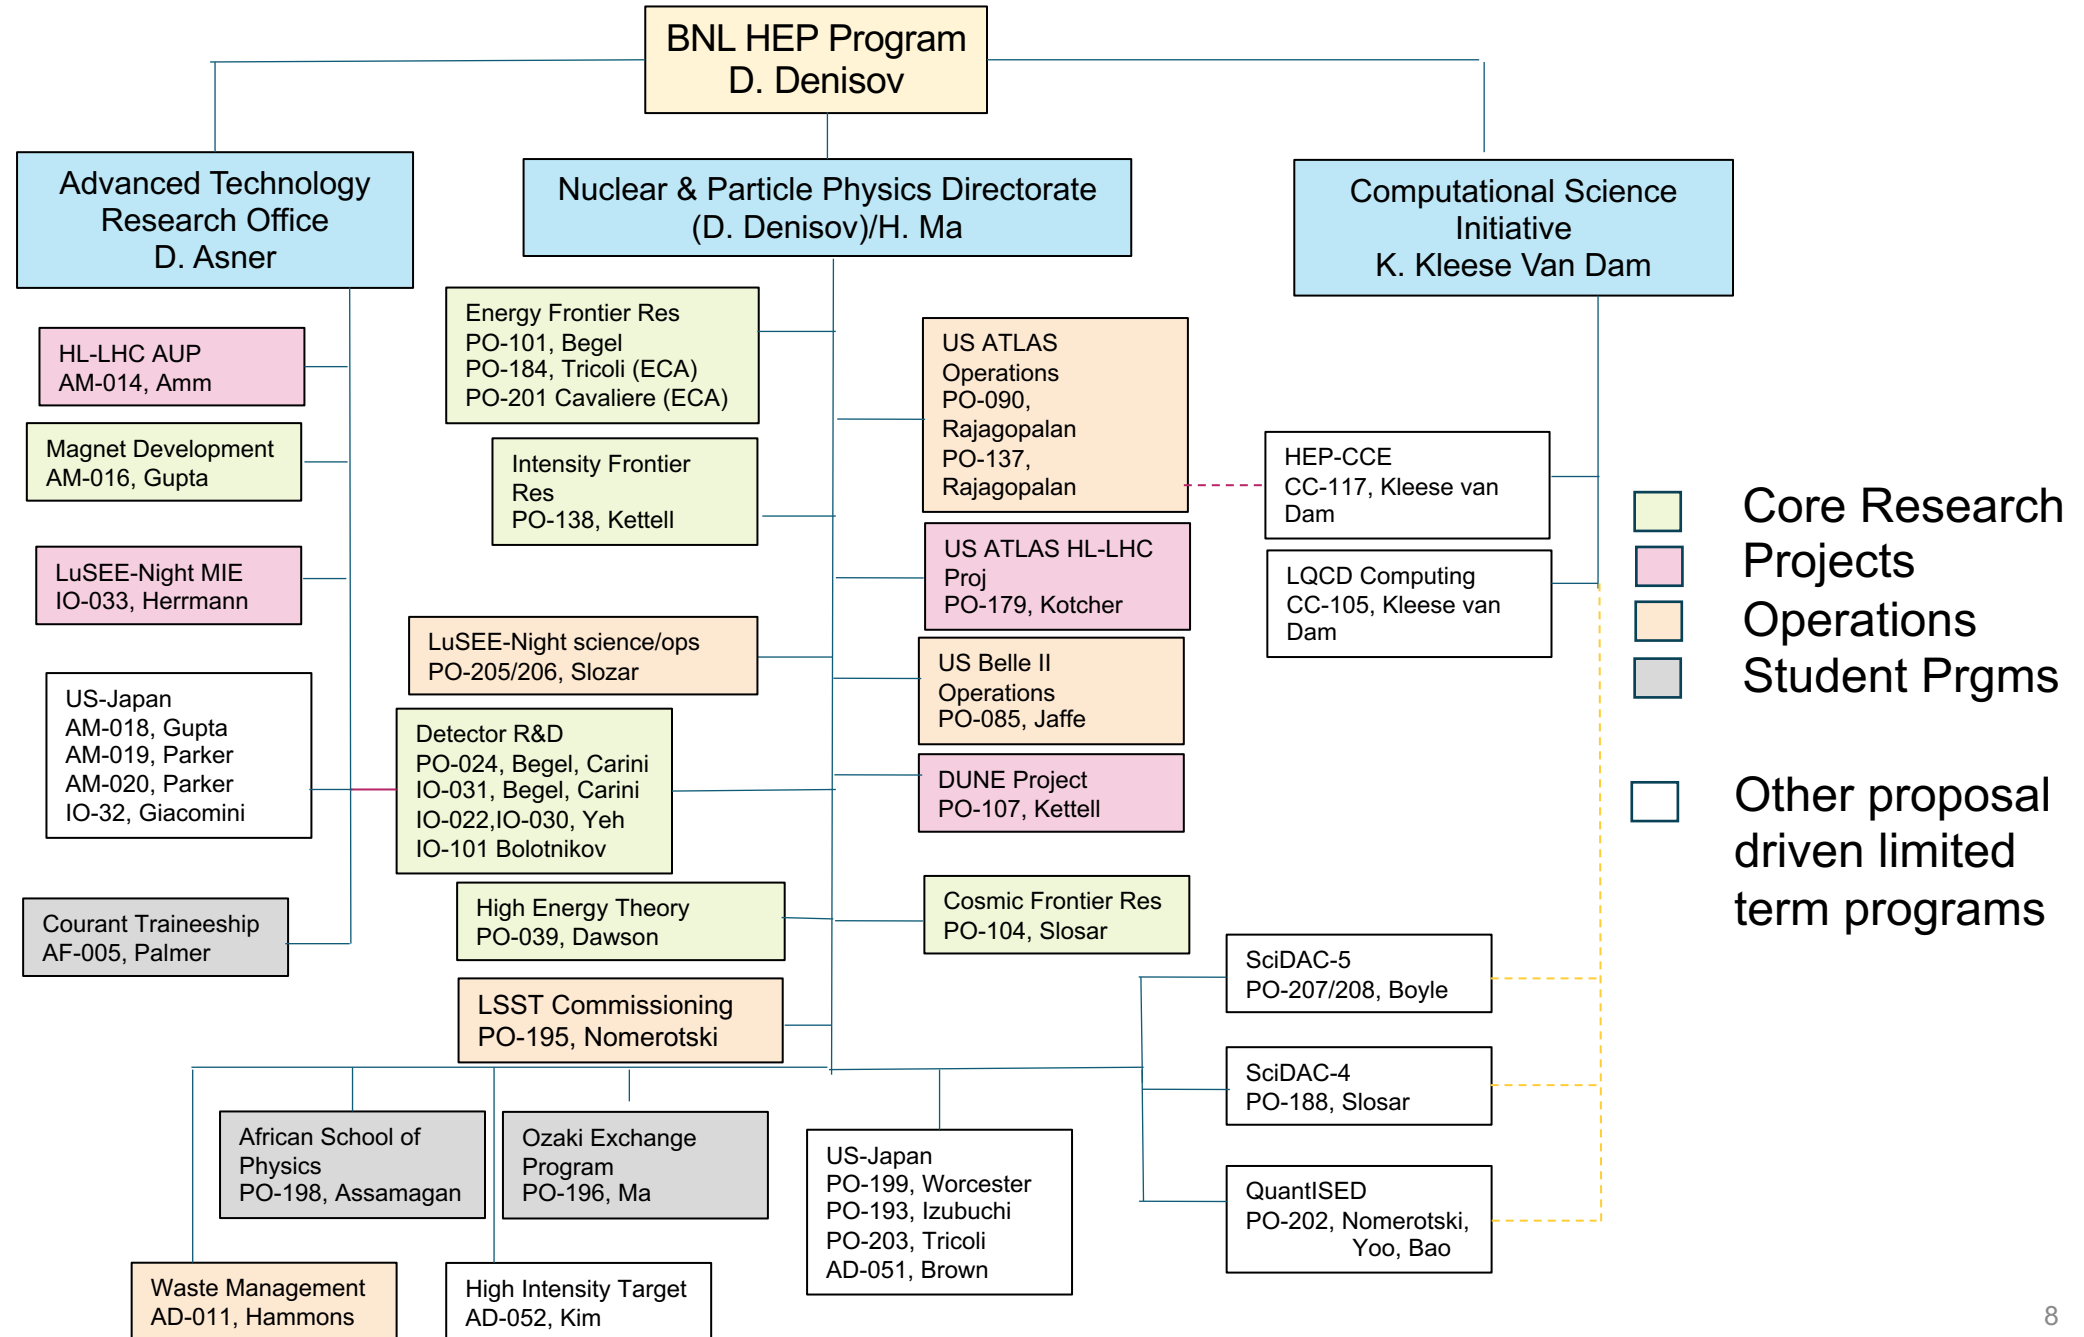 BNL HEP Program
D. Denisov
Advanced Technology
Research Office
D. Asner
Nuclear & Particle Physics Directorate
(D. Denisov)/H. Ma
Computational Science
Initiative
K. Kleese Van Dam
HL-LHC AUP
AM-014, Amm
Magnet Development
AM-016, Gupta
LuSEE-Night MIE
IO-033, Herrmann
US-Japan
AM-018, Gupta
AM-019, Parker
AM-020, Parker
IO-32, Giacomini
Courant Traineeship
AF-005, Palmer
Energy Frontier Res
PO-101, Begel
PO-184, Tricoli (ECA)
PO-201 Cavaliere (ECA)
Intensity Frontier
Res
PO-138, Kettell
LuSEE-Night science/ops
PO-205/206, Slozar
Detector R&D
PO-024, Begel, Carini
IO-031, Begel, Carini
IO-022,IO-030, Yeh
IO-101 Bolotnikov
High Energy Theory
PO-039, Dawson
LSST Commissioning
PO-195, Nomerotski
US ATLAS
Operations
PO-090,
Rajagopalan
PO-137,
Rajagopalan
US ATLAS HL-LHC
Proj
PO-179, Kotcher
US Belle II
Operations
PO-085, Jaffe
DUNE Project
PO-107, Kettell
Cosmic Frontier Res
PO-104, Slosar
HEP-CCE
CC-117, Kleese van
Dam
LQCD Computing
CC-105, Kleese van
Dam
SciDAC-5
PO-207/208, Boyle
SciDAC-4
PO-188, Slosar
QuantISED
PO-202, Nomerotski,
Yoo, Bao
African School of
Physics
PO-198, Assamagan
Ozaki Exchange
Program
PO-196, Ma
US-Japan
PO-199, Worcester
PO-193, Izubuchi
PO-203, Tricoli
AD-051, Brown
Waste Management
AD-011, Hammons
High Intensity Target
AD-052, Kim
Core Research
Projects
Operations
Student Prgms
Other proposal
driven limited
term programs
8